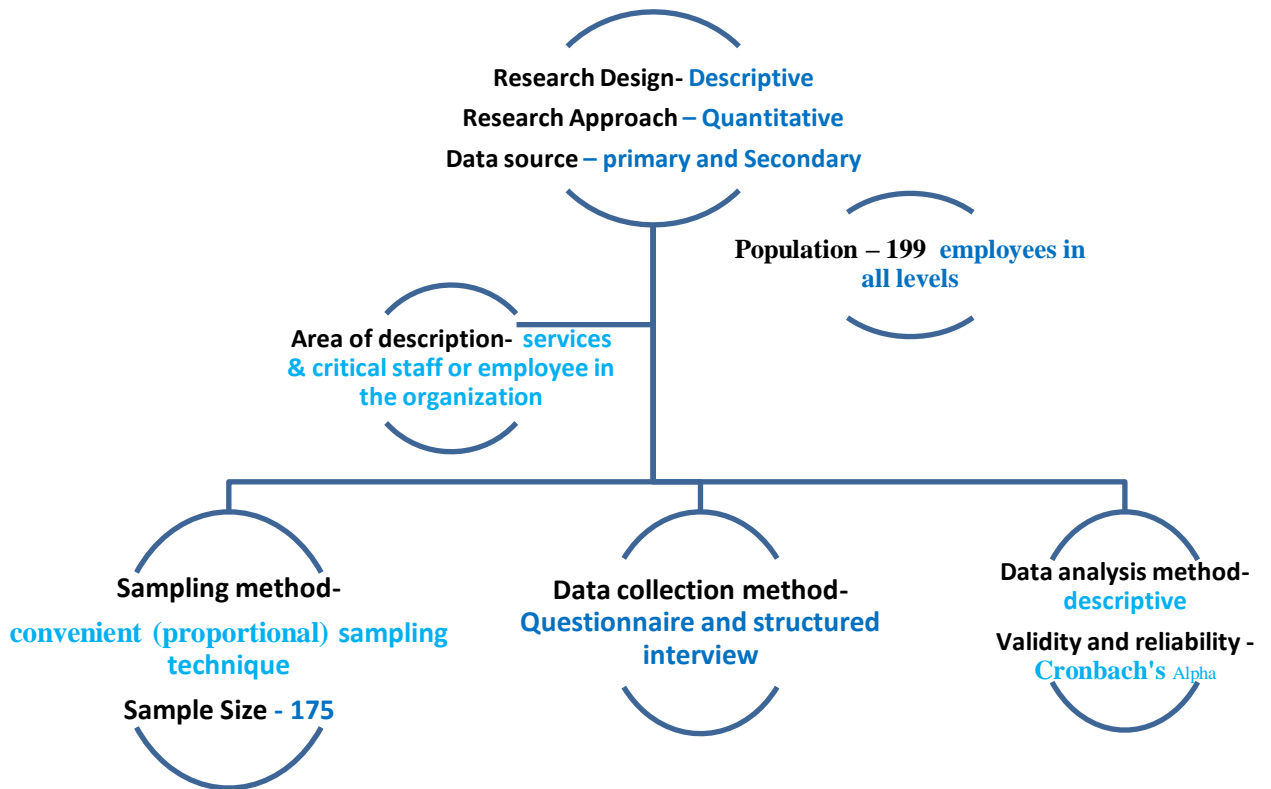 Research Design- Descriptive
Research Approach – Quantitative
Data source – primary and Secondary
Population – 199 employees in
all levels
Area of description- services
& critical staff or employee in
the organization
Sampling method-
convenient (proportional) sampling
technique
Sample Size - 175
Data collection method-
Questionnaire and structured
interview
Data analysis method-
descriptive
Validity and reliability -
Cronbach's Alpha